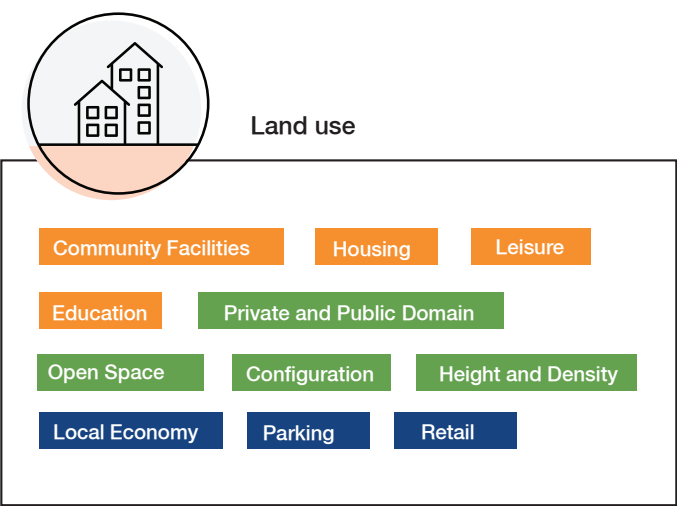 Land use
Community Facilities
Housing
Leisure
Education
Private and Public Domain
Open Space
Configuration
Height and Density
Local Economy
Parking
Retail